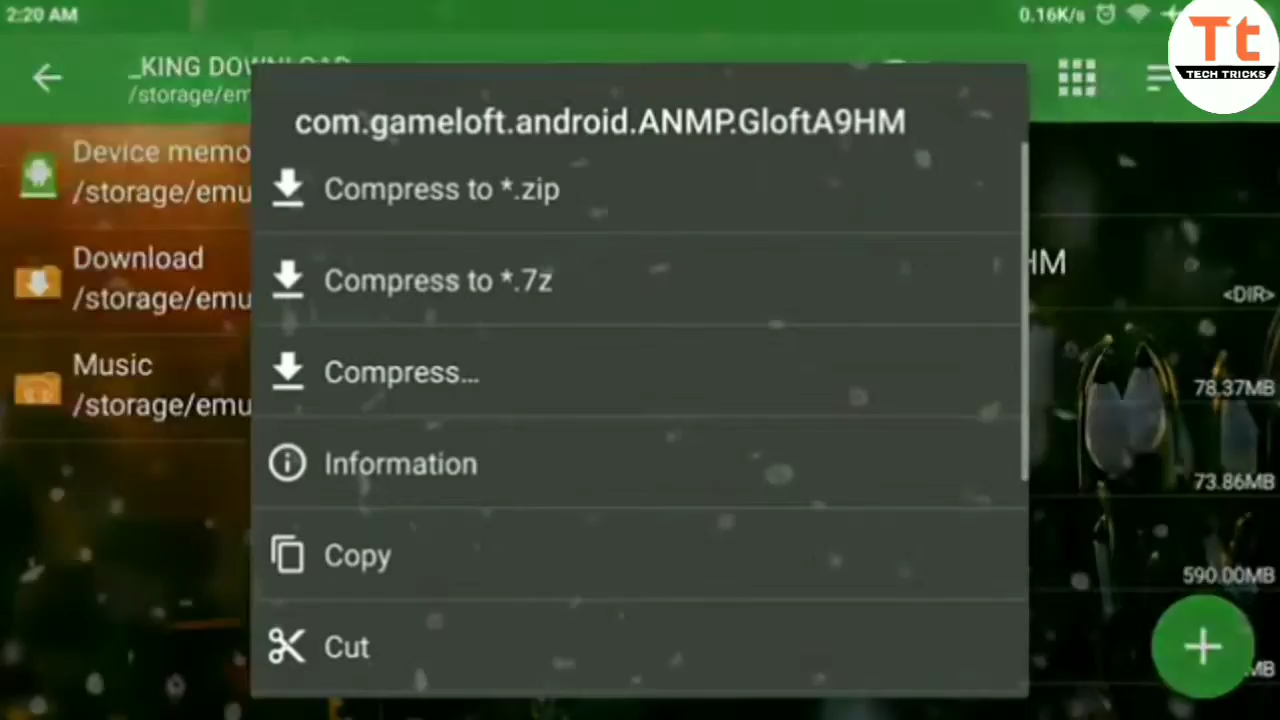 2:20 AM
0.16K/s
Tt
TECH TRICKS
_KING DOWNLOAD
/storage/em
com.gameloft.android.ANMP.GloftA9HM
Device memo
/storage/emu
Compress to *.zip
Download
/storage/emu
Compress to *.7z
HM
<DIR>
Music
/storage/emu
Compress...
78.37MB
Information
73.86MB
Copy
590.00MB
Cut
MB